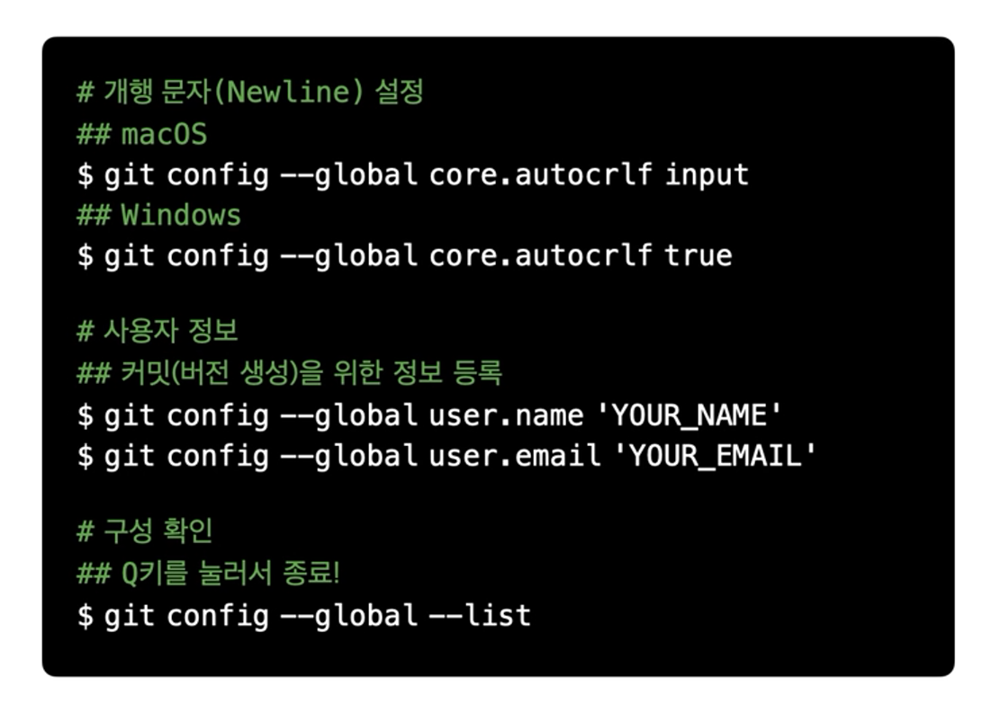 # 개행 문자(Newline) 설정
## macOS
$ git config --global core.autocrlf input
## Windows
$ git config --global core.autocrlf true
# 사용자 정보
## 커밋(버전 생성)을 위한 정보 등록
$ git config --global user.name 'YOUR_NAME'
$ git config --global user.email 'YOUR_EMAIL'
# 구성 확인
## Q키를 눌러서 종료!
$ git config --global --list